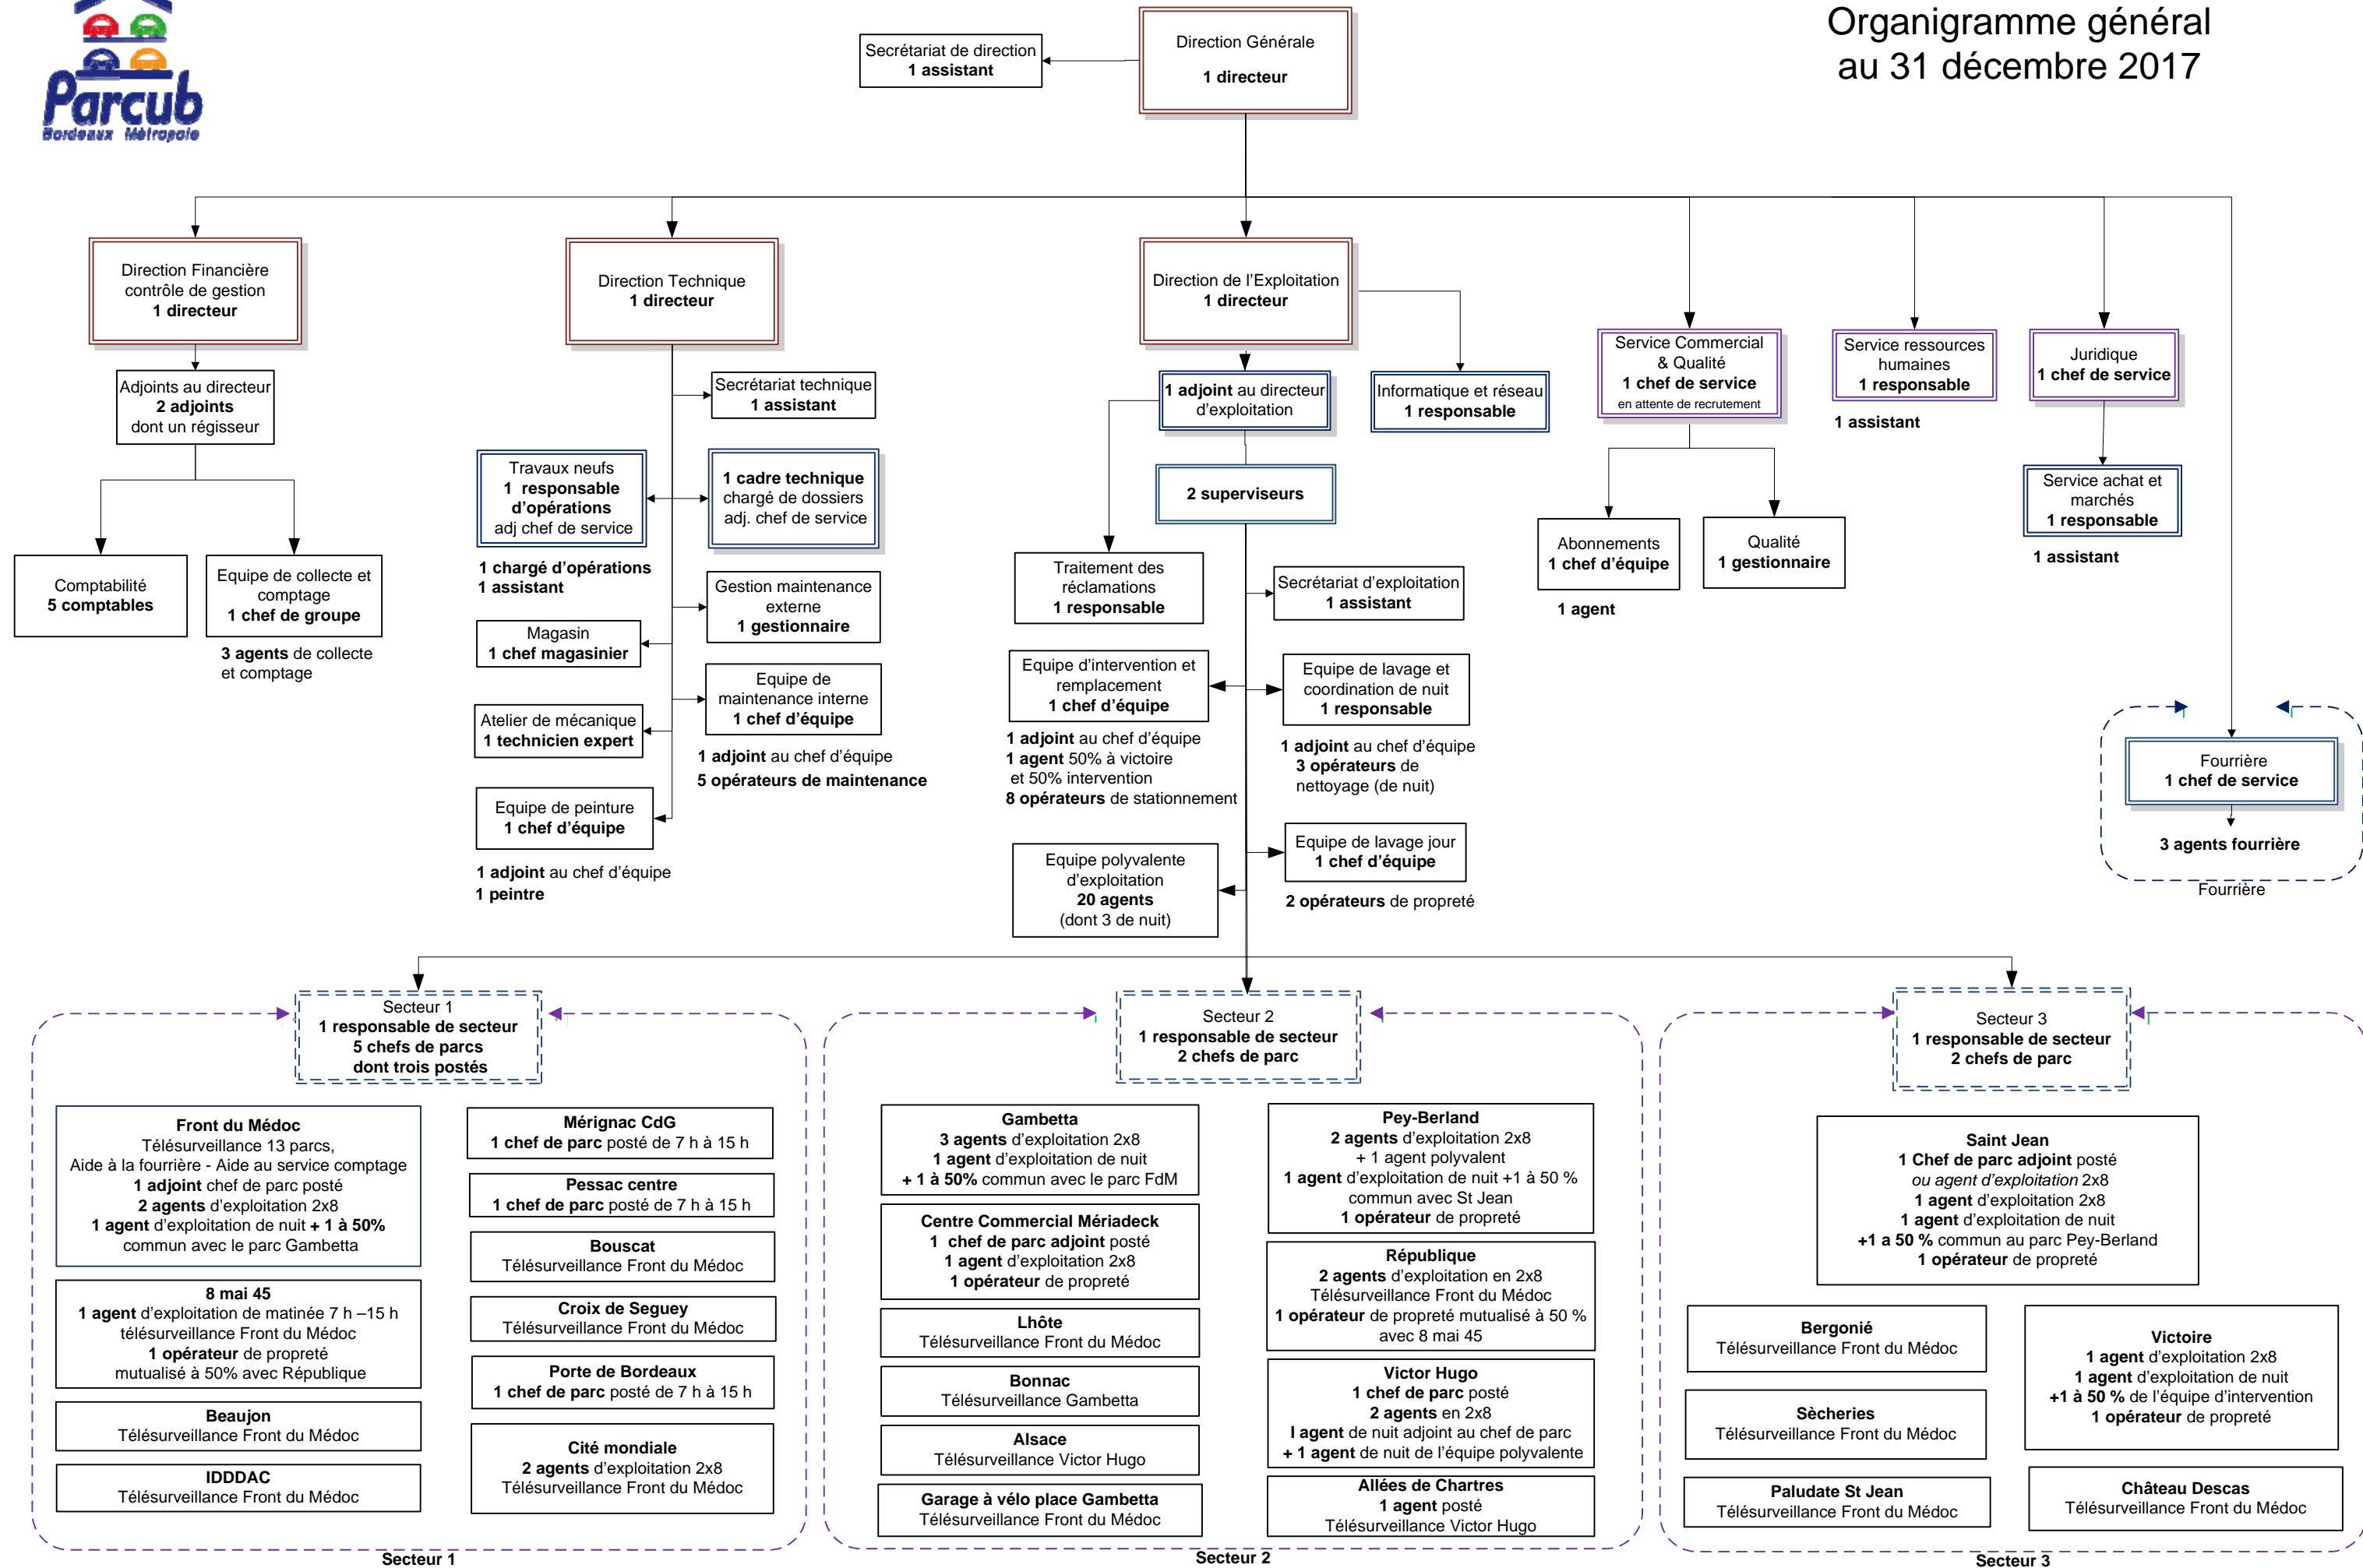 Parcub
Bordeaux Métropole
Organigramme général
au 31 décembre 2017
Secrétariat de direction
1 assistant
Direction Générale
1 directeur
Direction Financière
contrôle de gestion
1 directeur
Adjoints au directeur
2 adjoints
dont un régisseur
Comptabilité
5 comptables
Equipe de collecte et
comptage
1 chef de groupe
3 agents de collecte
et comptage
Direction Technique
1 directeur
Secrétariat technique
1 assistant
Travaux neufs
1 responsable
d'opérations
adj chef de service
1 chargé d'opérations
1 assistant
1 cadre technique
chargé de dossiers
adj. chef de service
Gestion maintenance
externe
1 gestionnaire
Magasin
1 chef magasinier
Equipe de
maintenance interne
1 chef d'équipe
1 adjoint au chef d'équipe
5 opérateurs de maintenance
Atelier de mécanique
1 technicien expert
Equipe de peinture
1 chef d'équipe
1 adjoint au chef d'équipe
1 peintre
Direction de l'Exploitation
1 directeur
1 adjoint au directeur
d'exploitation
Informatique et réseau
1 responsable
2 superviseurs
Traitement des
réclamations
1 responsable
Secrétariat d'exploitation
1 assistant
Equipe d'intervention et
remplacement
1 chef d'équipe
1 adjoint au chef d'équipe
1 agent 50% à victoire
et 50% intervention
8 opérateurs de stationnement
Equipe de lavage et
coordination de nuit
1 responsable
1 adjoint au chef d'équipe
3 opérateurs de
nettoyage (de nuit)
Equipe polyvalente
d'exploitation
20 agents
(dont 3 de nuit)
Equipe de lavage jour
1 chef d'équipe
2 opérateurs de propreté
Service Commercial
& Qualité
1 chef de service
en attente de recrutement
Abonnements
1 chef d'équipe
1 agent
Qualité
1 gestionnaire
Service ressources
humaines
1 responsable
1 assistant
Juridique
1 chef de service
Service achat et
marchés
1 responsable
1 assistant
Fourrière
1 chef de service
3 agents fourrière
Fourrière
Secteur 1
1 responsable de secteur
5 chefs de parcs
dont trois postés
Front du Médoc
Télésurveillance 13 parcs,
Aide à la fourrière - Aide au service comptage
1 adjoint chef de parc posté
2 agents d'exploitation 2x8
1 agent d'exploitation de nuit + 1 à 50%
commun avec le parc Gambetta
8 mai 45
1 agent d'exploitation de matinée 7 h –15 h
télésurveillance Front du Médoc
1 opérateur de propreté
mutualisé à 50% avec République
Beaujon
Télésurveillance Front du Médoc
IDDDAC
Télésurveillance Front du Médoc
Mérignac CdG
1 chef de parc posté de 7 h à 15 h
Pessac centre
1 chef de parc posté de 7 h à 15 h
Bouscat
Télésurveillance Front du Médoc
Croix de Seguey
Télésurveillance Front du Médoc
Porte de Bordeaux
1 chef de parc posté de 7 h à 15 h
Cité mondiale
2 agents d'exploitation 2x8
Télésurveillance Front du Médoc
Secteur 1
Secteur 2
1 responsable de secteur
2 chefs de parc
Gambetta
3 agents d'exploitation 2x8
1 agent d'exploitation de nuit
+ 1 à 50% commun avec le parc FdM
Centre Commercial Mériadeck
1 chef de parc adjoint posté
1 agent d'exploitation 2x8
1 opérateur de propreté
Lhôte
Télésurveillance Front du Médoc
Bonnac
Télésurveillance Gambetta
Alsace
Télésurveillance Victor Hugo
Garage à vélo place Gambetta
Télésurveillance Front du Médoc
Pey-Berland
2 agents d'exploitation 2x8
+ 1 agent polyvalent
1 agent d'exploitation de nuit +1 à 50 %
commun avec St Jean
1 opérateur de propreté
République
2 agents d'exploitation en 2x8
Télésurveillance Front du Médoc
1 opérateur de propreté mutualisé à 50 %
avec 8 mai 45
Victor Hugo
1 chef de parc posté
2 agents en 2x8
I agent de nuit adjoint au chef de parc
+ 1 agent de nuit de l'équipe polyvalente
Allées de Chartres
1 agent posté
Télésurveillance Victor Hugo
Secteur 2
Secteur 3
1 responsable de secteur
2 chefs de parc
Saint Jean
1 Chef de parc adjoint posté
ou agent d'exploitation 2x8
1 agent d'exploitation 2x8
1 agent d'exploitation de nuit
+1 a 50 % commun au parc Pey-Berland
1 opérateur de propreté
Bergonié
Télésurveillance Front du Médoc
Sècheries
Télésurveillance Front du Médoc
Paludate St Jean
Télésurveillance Front du Médoc
Victoire
1 agent d'exploitation 2x8
1 agent d'exploitation de nuit
+1 à 50 % de l'équipe d'intervention
1 opérateur de propreté
Château Descas
Télésurveillance Front du Médoc
Secteur 3